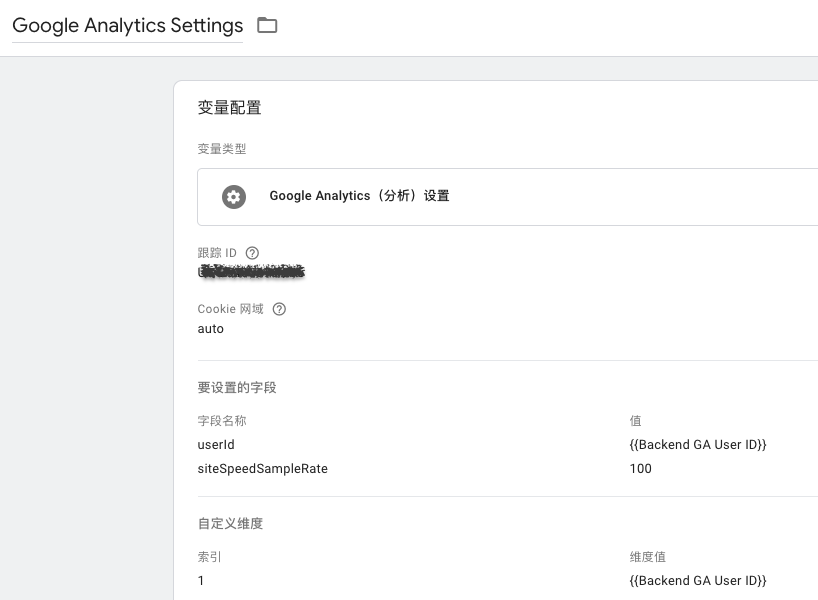 Google Analytics Settings
变量配置
变量类型
Google Analytics（分析）设置
跟踪 ID
Cookie 网域
auto
要设置的字段
字段名称 值
userId {{Backend GA User ID}}
siteSpeedSampleRate 100
自定义维度
索引 维度值
1 {{Backend GA User ID}}